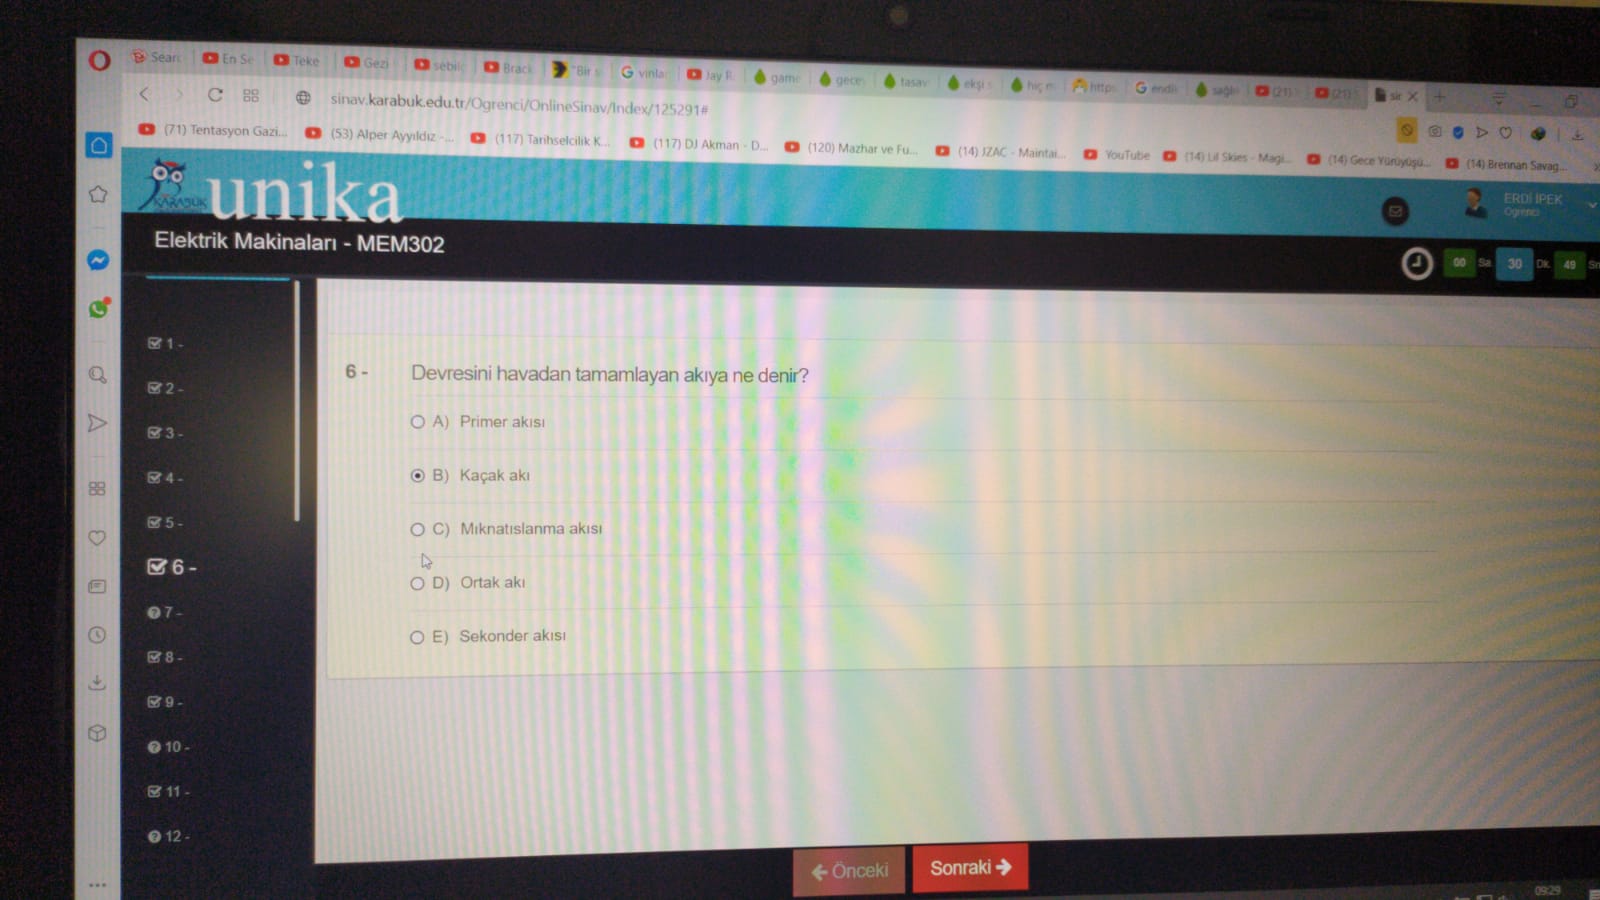 Sear En Se Teke Gezi sebil Brack "Bir s vinla Jay R game gece tasav ekşi s hiç m https endi sağlı (21) (21) sir
sinav.karabuk.edu.tr/Ogrenci/OnlineSinav/Index/125291#
(71) Tentasyon Gazi... (53) Alper Ayyıldız -... (117) Tarihselcilik K... (117) DJ Akman - D... (120) Mazhar ve Fu... (14) JZAC - Maintai... YouTube (14) Lil Skies - Magi... (14) Gece Yürüyüşü... (14) Brennan Savag...
KARABÜK unika
ERDİ İPEK
Ögrenci
Elektrik Makinaları - MEM302
00 Sa. 30 Dk. 49 Sn
1 -
2 -
3 -
4 -
5 -
6 -
7 -
8 -
9 -
10 -
11 -
12 -
6 - Devresini havadan tamamlayan akıya ne denir?
A) Primer akısı
B) Kaçak akı
C) Mıknatıslanma akısı
D) Ortak akı
E) Sekonder akısı
← Önceki Sonraki →
09:29